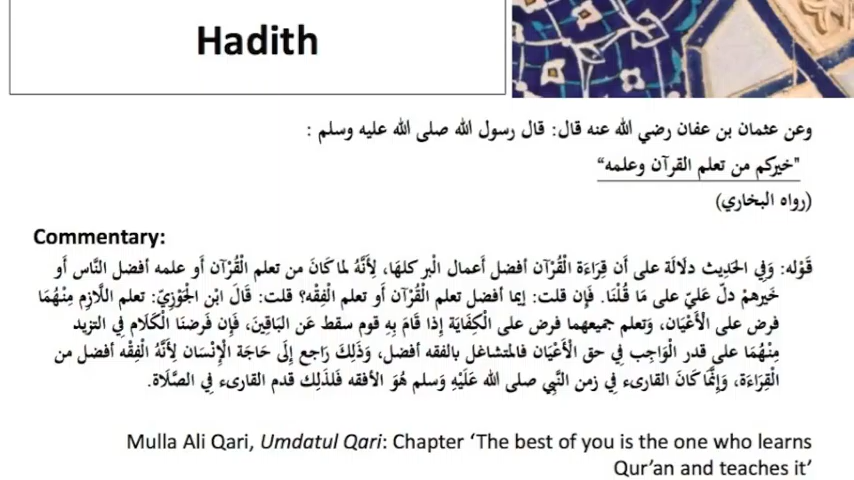 Hadith
وعن عثمان بن عفان رضي الله عنه قال: قال رسول الله صلى الله عليه وسلم :
"خيركم من تعلم القرآن وعلمه"
(رواه البخاري)
Commentary:
قَوْله: وَفِي الحَدِيث دلَالَة على أَن قِرَاءَة الْقُرْآن أفضل أَعمال الْبر كلهَا، لِأَنَّهُ لما كَانَ من تعلم الْقُرْآن أَو علمه أفضل النَّاس أَو
خَيرهمْ دلّ عَليّ على مَا قُلْنَا. فَإِن قلت: إيما أفضل تعلم الْقُرْآن أَو تعلم الْفِقْه؟ قلت: قَالَ ابْن الْجَوْزِيّ: تعلم اللَّازِم مِنْهُمَا
فرض على الْأَعْيَان، وَتعلم جميعهما فرض على الْكِفَايَة إِذا قَامَ بِهِ قوم سقط عَن البَاقِينَ، فَإِن فَرضنَا الْكَلَام فِي التزيد
مِنْهُمَا على قدر الْوَاجِب فِي حق الْأَعْيَان فالمتشاغل بالفقه أفضل، وَذَلِكَ رَاجع إِلَى حَاجَة الْإِنْسَان لِأَنَّهُ الْفِقْه أفضل من
الْقِرَاءَة، وَإِنَّمَا كَانَ القارىء فِي زمن النَّبِي صلى الله عَلَيْهِ وَسلم هُوَ الأفقه فَلذَلِك قدم القارىء فِي الصَّلَاة.
Mulla Ali Qari, Umdatul Qari: Chapter ‘The best of you is the one who learns
Qur’an and teaches it’